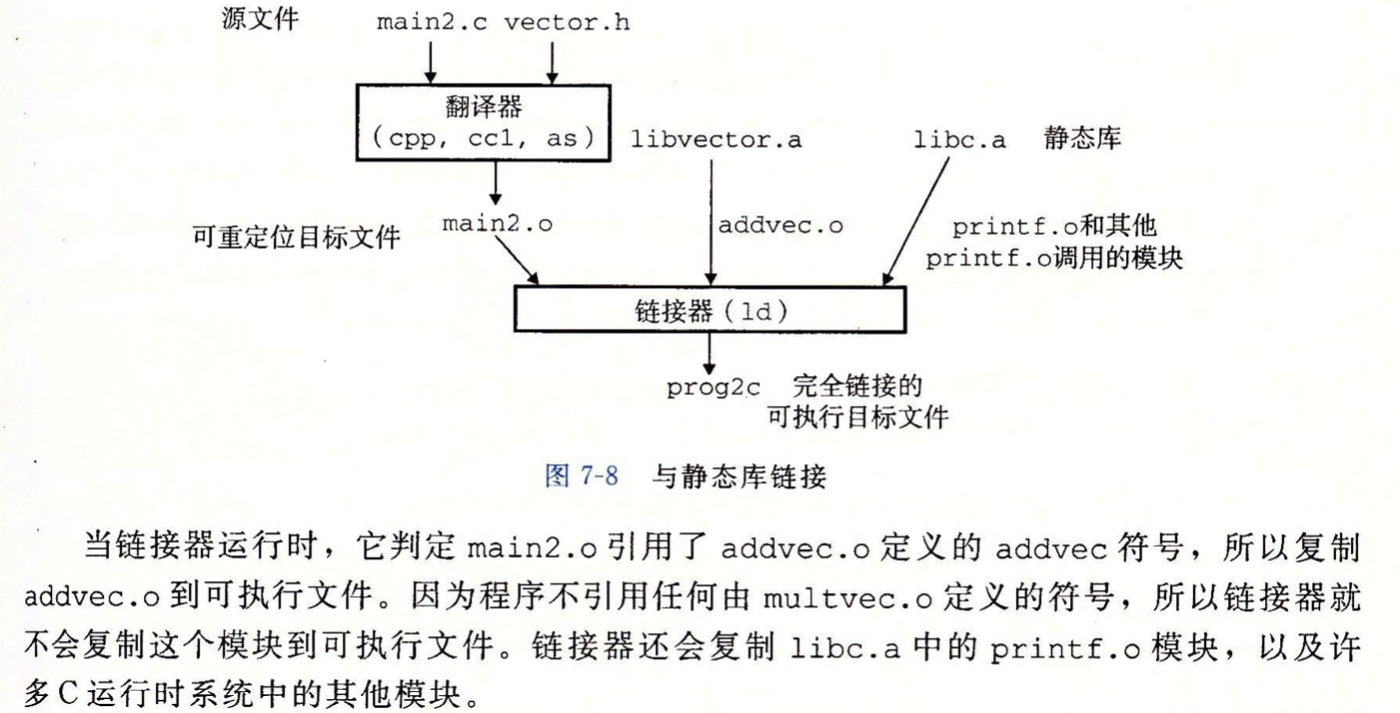 源文件 main2.c vector.h
翻译器
(cpp, cc1, as) libvector.a libc.a 静态库
可重定位目标文件 main2.o addvec.o printf.o和其他
printf.o调用的模块
链接器(ld)
prog2c 完全链接的
可执行目标文件
图 7-8 与静态库链接
当链接器运行时，它判定 main2.o 引用了 addvec.o 定义的 addvec 符号，所以复制
addvec.o 到可执行文件。因为程序不引用任何由 multvec.o 定义的符号，所以链接器就
不会复制这个模块到可执行文件。链接器还会复制 libc.a 中的 printf.o 模块，以及许
多 C 运行时系统中的其他模块。